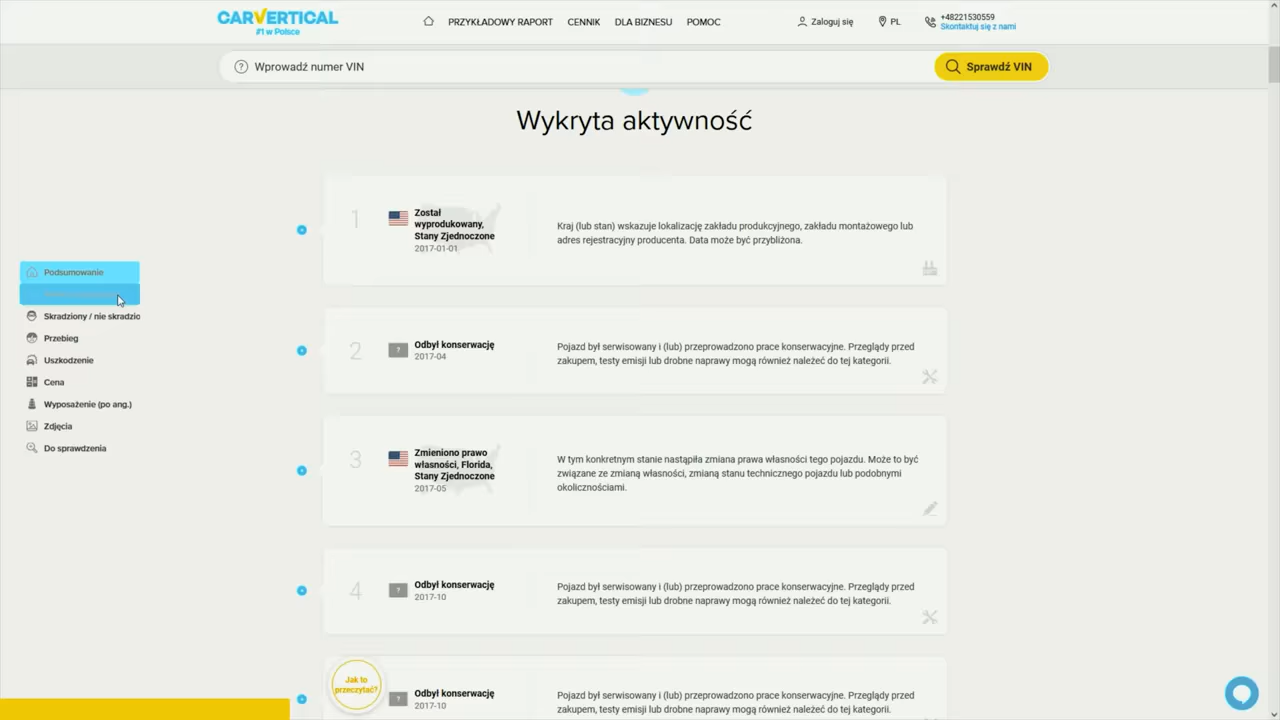 CARVERTICAL
#1 w Polsce
PRZYKŁADOWY RAPORT
CENNIK
DLA BIZNESU
POMOC
Zaloguj się
PL
+48221530559
Skontaktuj się z nami
? Wprowadź numer VIN
Sprawdź VIN
Wykryta aktywność
Podsumowanie
Skradziony / nie skradzio
Przebieg
Uszkodzenie
Cena
Wyposażenie (po ang.)
Zdjęcia
Do sprawdzenia
1
Został
wyprodukowany,
Stany Zjednoczone
2017-01-01
Kraj (lub stan) wskazuje lokalizację zakładu produkcyjnego, zakładu montażowego lub
adres rejestracyjny producenta. Data może być przybliżona.
2
?
Odbył konserwację
2017-04
Pojazd był serwisowany i (lub) przeprowadzono prace konserwacyjne. Przeglądy przed
zakupem, testy emisji lub drobne naprawy mogą również należeć do tej kategorii.
3
Zmieniono prawo
własności, Florida,
Stany Zjednoczone
2017-05
W tym konkretnym stanie nastąpiła zmiana prawa własności tego pojazdu. Może to być
związane ze zmianą własności, zmianą stanu technicznego pojazdu lub podobnymi
okolicznościami.
4
?
Odbył konserwację
2017-10
Pojazd był serwisowany i (lub) przeprowadzono prace konserwacyjne. Przeglądy przed
zakupem, testy emisji lub drobne naprawy mogą również należeć do tej kategorii.
Jak to
przeczytać?
?
Odbył konserwację
2017-10
Pojazd był serwisowany i (lub) przeprowadzono prace konserwacyjne. Przeglądy przed
zakupem, testy emisji lub drobne naprawy mogą również należeć do tej kategorii.